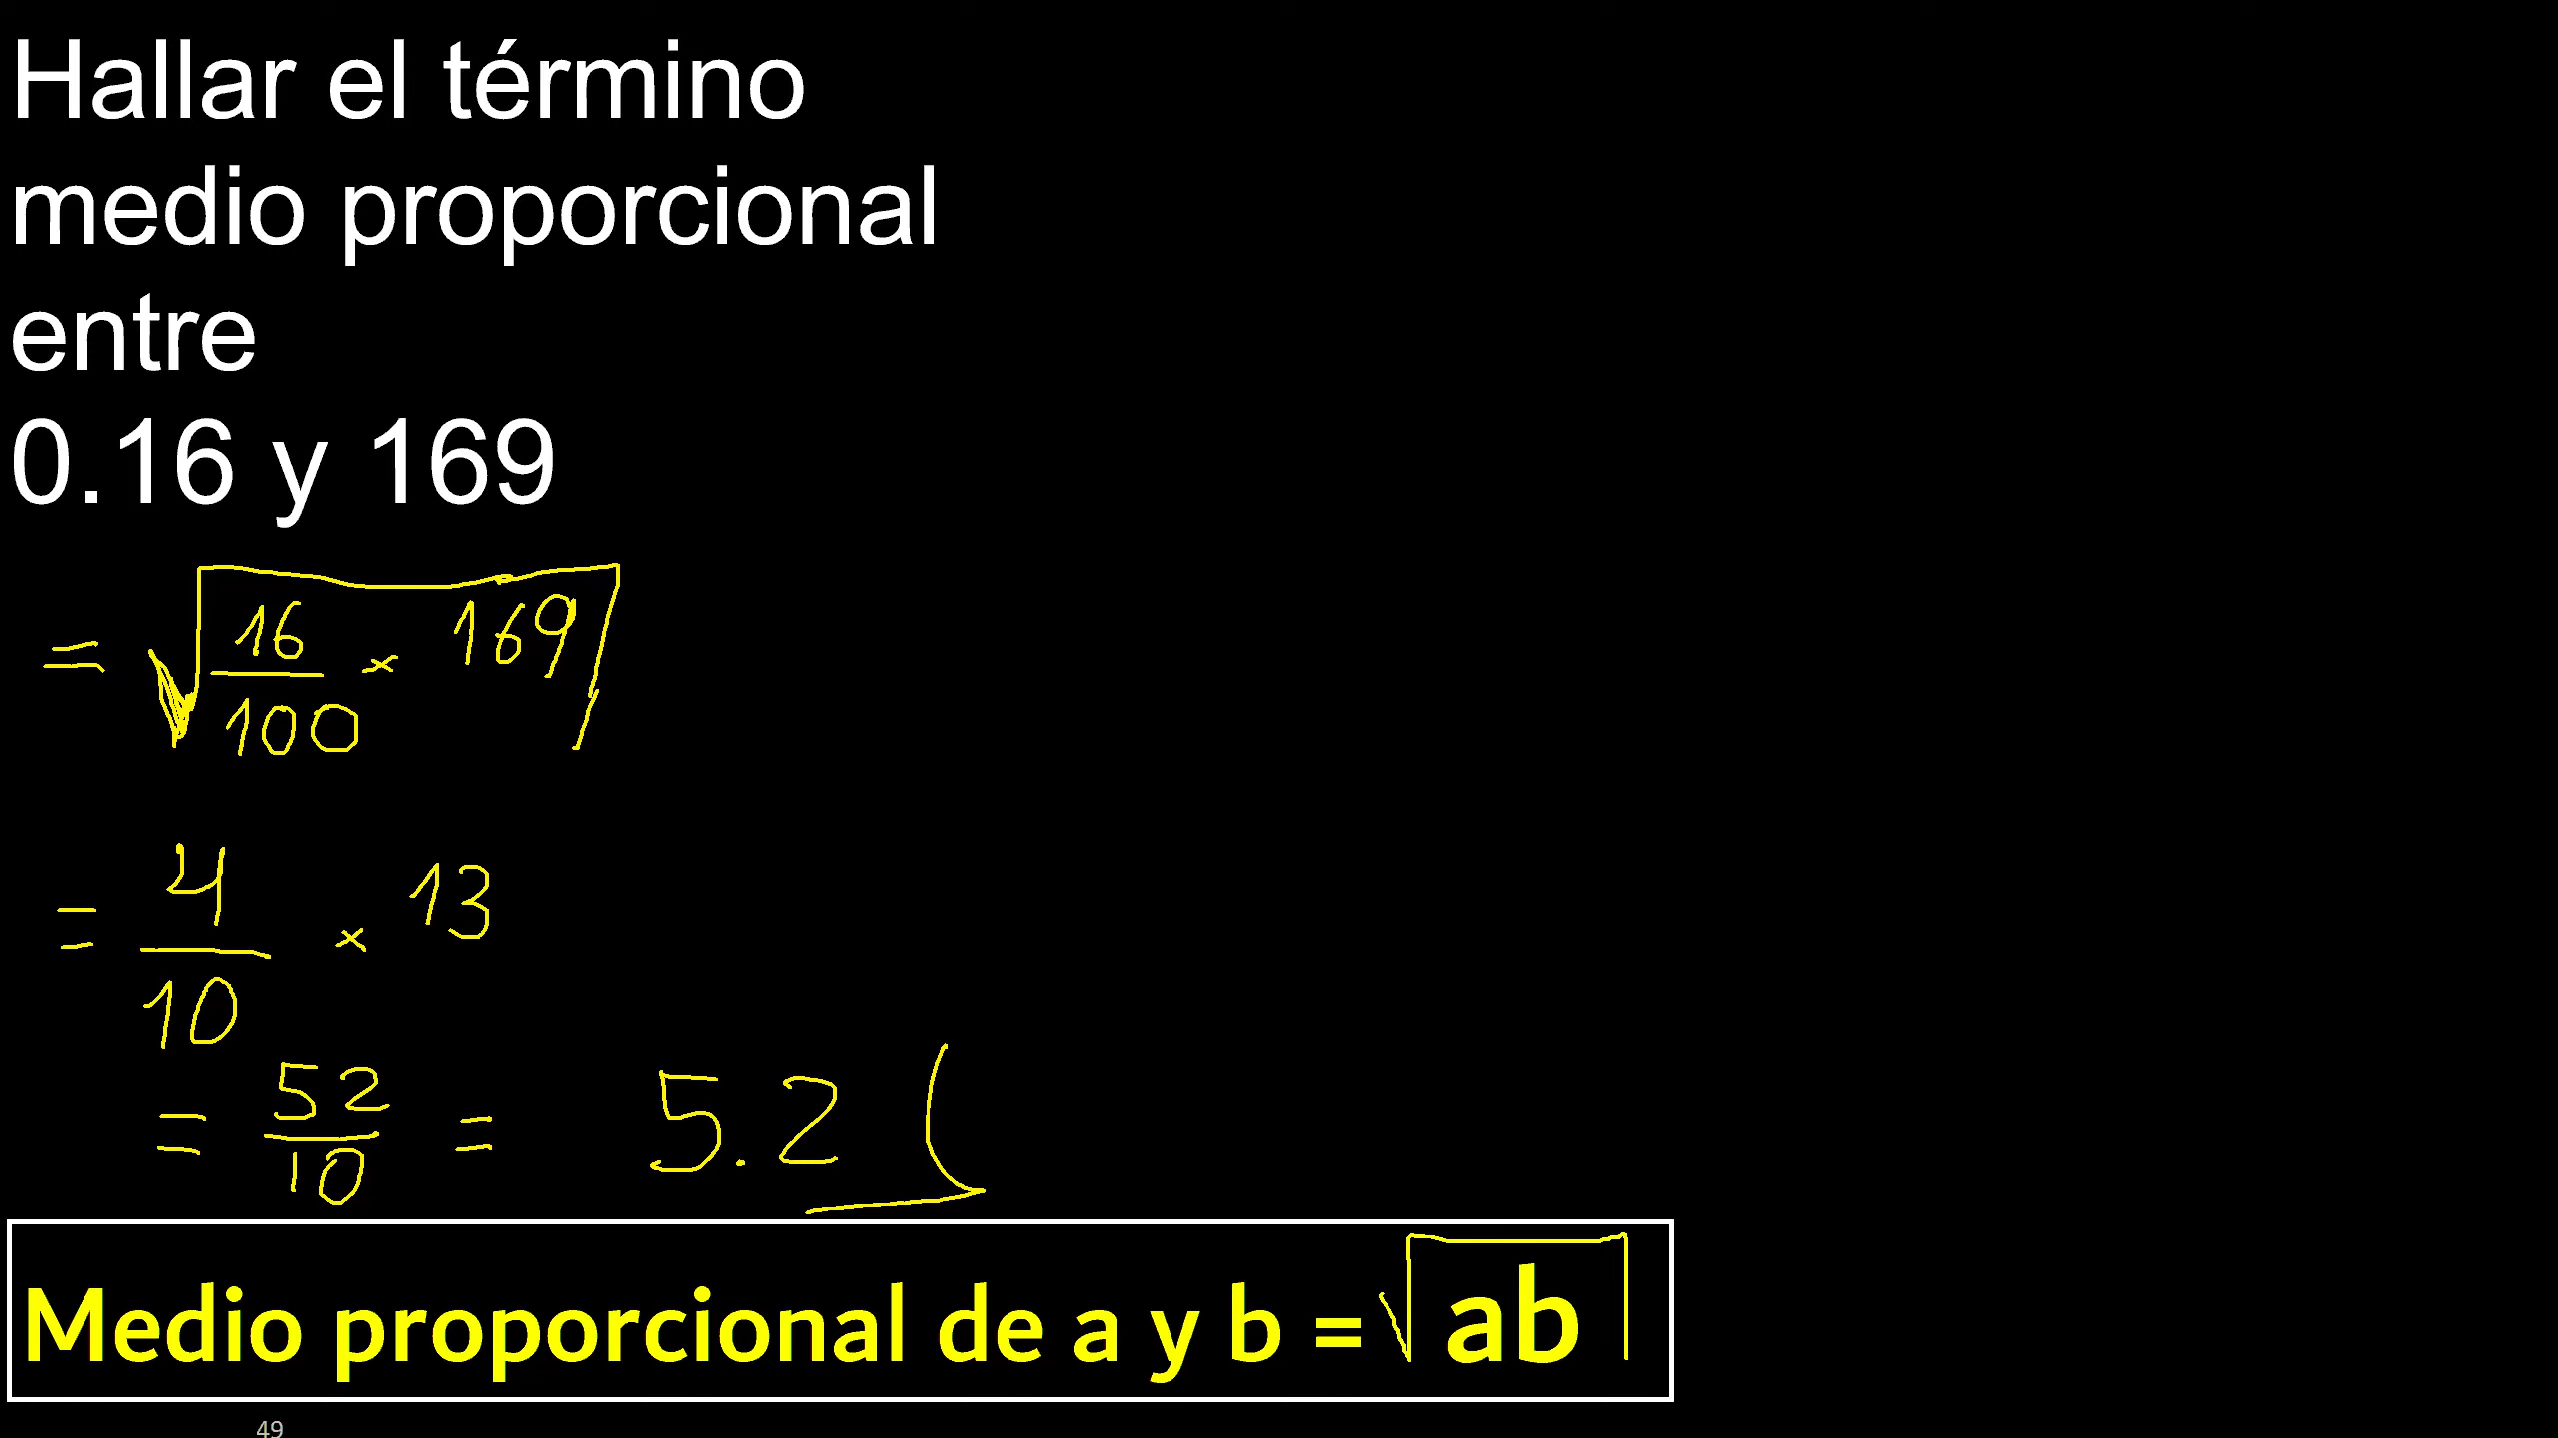 Hallar el término
medio proporcional
entre
0.16 y 169
= √(16/100 × 169)
= 4/10 × 13
= 52/10 = 5.2
Medio proporcional de a y b = √ab
49